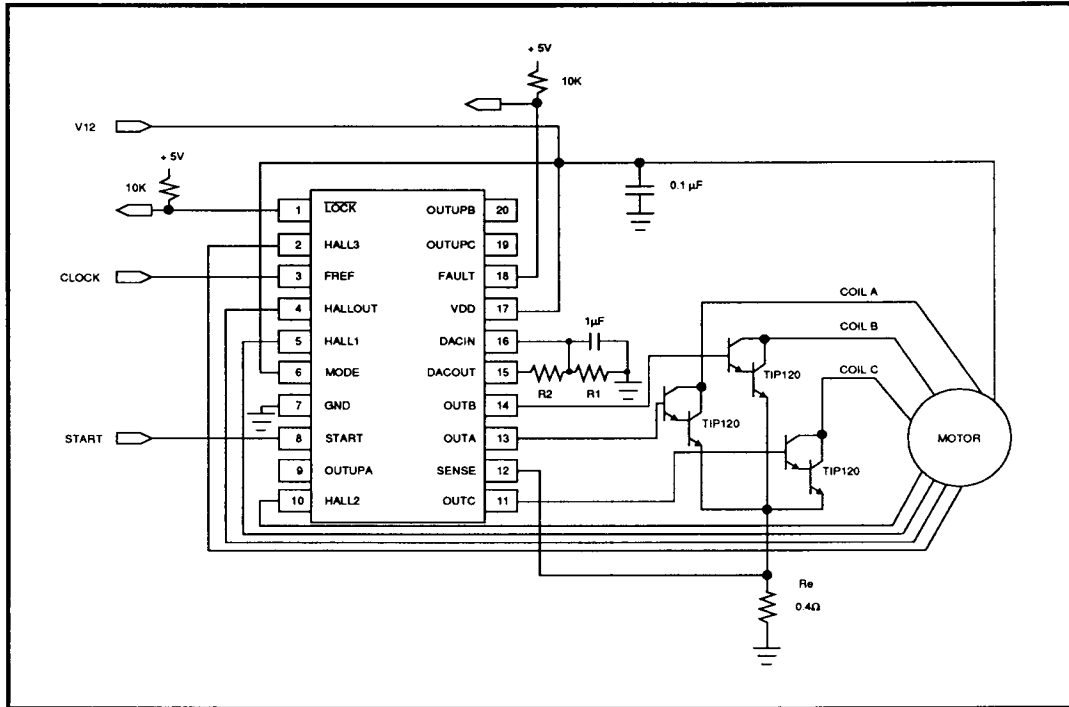 + 5V
10K
V12
+ 5V
10K
0.1 µF
1 LOCK OUTUPB 20
2 HALL3 OUTUPC 19
CLOCK 3 FREF FAULT 18
4 HALLOUT VDD 17
5 HALL1 DACIN 16
6 MODE DACOUT 15
7 GND OUTB 14
START 8 START OUTA 13
9 OUTUPA SENSE 12
10 HALL2 OUTC 11
1µF
R2 R1
COIL A
COIL B
TIP120
COIL C
TIP120
TIP120
MOTOR
Re
0.4Ω